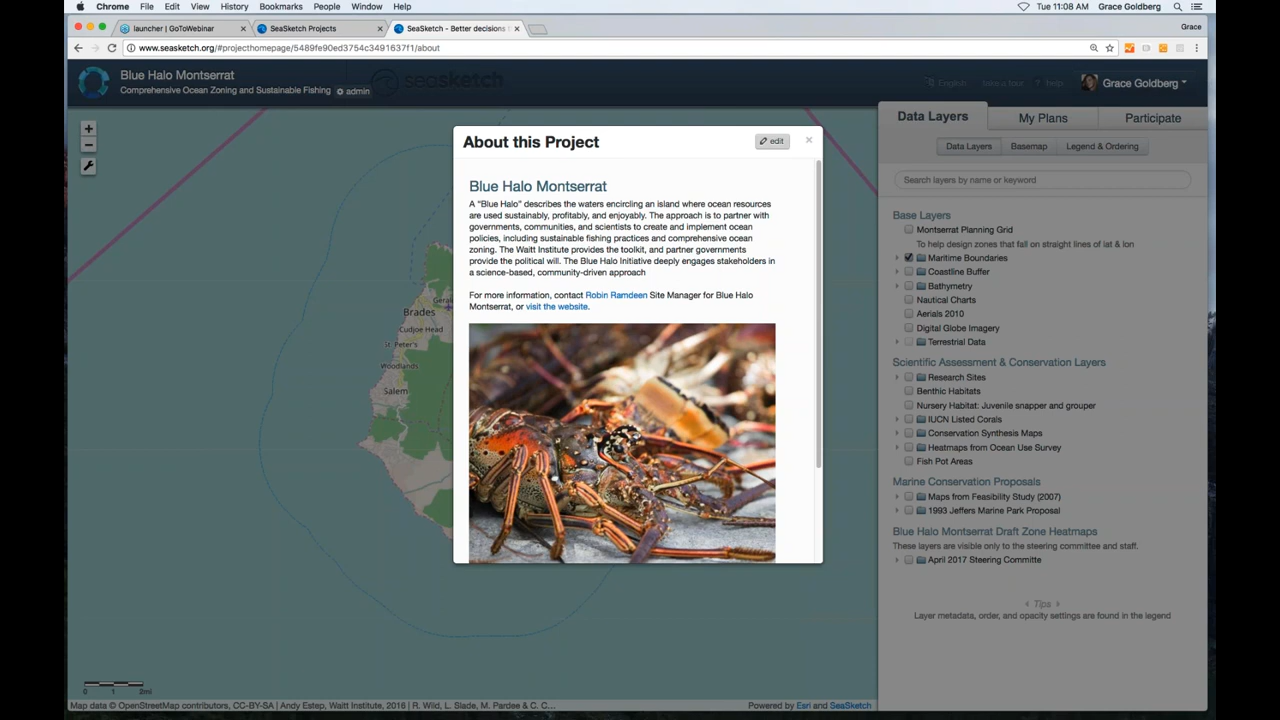 Chrome File Edit View History Bookmarks People Window Help
Tue 11:08 AM Grace Goldberg
launcher | GoToWebinar
SeaSketch Projects
SeaSketch - Better decisions
Grace
www.seasketch.org/#projecthomepage/5489fe90ed3754c3491637f1/about
Blue Halo Montserrat
Comprehensive Ocean Zoning and Sustainable Fishing
admin
seasketch
English take a tour ? help
Grace Goldberg
+
−
Brades
Geral
Cudjoe Head
St. Peter's
Woodlands
Salem
0 1 2mi
Map data © OpenStreetMap contributors, CC-BY-SA | Andy Estep, Waitt Institute, 2016 | R. Wild, L. Slade, M. Pardee & C. C...
Powered by Esri and SeaSketch
About this Project
edit
×
Blue Halo Montserrat
A “Blue Halo” describes the waters encircling an island where ocean resources
are used sustainably, profitably, and enjoyably. The approach is to partner with
governments, communities, and scientists to create and implement ocean
policies, including sustainable fishing practices and comprehensive ocean
zoning. The Waitt Institute provides the toolkit, and partner governments
provide the political will. The Blue Halo Initiative deeply engages stakeholders in
a science-based, community-driven approach
For more information, contact Robin Ramdeen Site Manager for Blue Halo
Montserrat, or visit the website.
Data Layers
My Plans
Participate
Data Layers
Basemap
Legend & Ordering
Search layers by name or keyword
Base Layers
Montserrat Planning Grid
To help design zones that fall on straight lines of lat & lon
Maritime Boundaries
Coastline Buffer
Bathymetry
Nautical Charts
Aerials 2010
Digital Globe Imagery
Terrestrial Data
Scientific Assessment & Conservation Layers
Research Sites
Benthic Habitats
Nursery Habitat: Juvenile snapper and grouper
IUCN Listed Corals
Conservation Synthesis Maps
Heatmaps from Ocean Use Survey
Fish Pot Areas
Marine Conservation Proposals
Maps from Feasibility Study (2007)
1993 Jeffers Marine Park Proposal
Blue Halo Montserrat Draft Zone Heatmaps
These layers are visible only to the steering committee and staff.
April 2017 Steering Committe
Tips
Layer metadata, order, and opacity settings are found in the legend